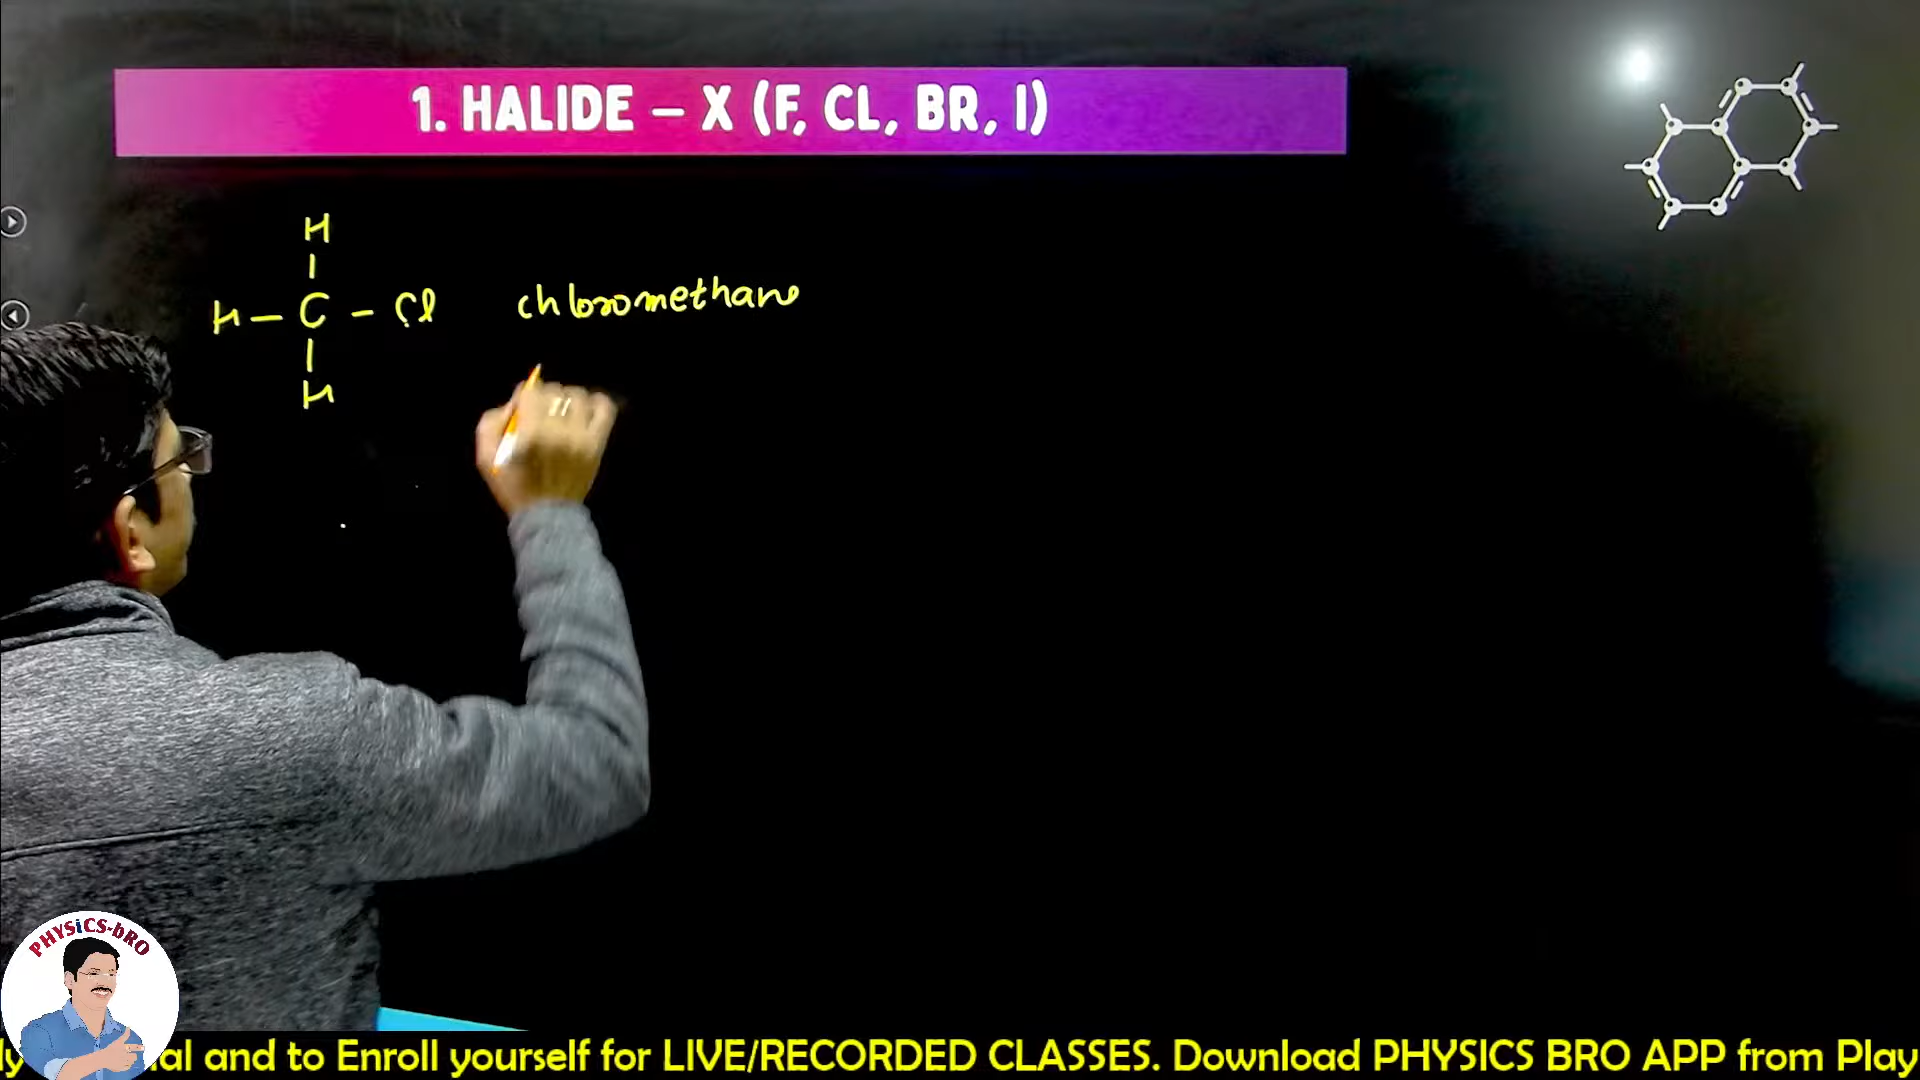 1. HALIDE – X (F, CL, BR, I)
H
H – C – Cl chloromethane
H
PHYSiCS-bRO
al and to Enroll yourself for LIVE/RECORDED CLASSES. Download PHYSICS BRO APP from Play